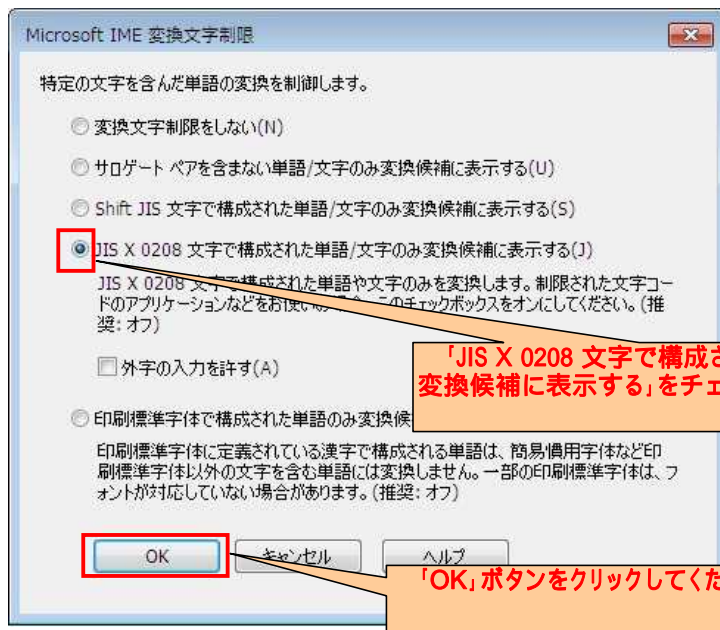 Microsoft IME 変換文字制限
特定の文字を含んだ単語の変換を制御します。
変換文字制限をしない(N)
サロゲート ペアを含まない単語/文字のみ変換候補に表示する(U)
Shift JIS 文字で構成された単語/文字のみ変換候補に表示する(S)
JIS X 0208 文字で構成された単語/文字のみ変換候補に表示する(J)
JIS X 0208 文字で構成された単語や文字のみを変換します。制限された文字コー
ドのアプリケーションなどをお使いの場合、このチェックボックスをオンにしてください。(推
奨: オフ)
「JIS X 0208 文字で構成さ
変換候補に表示する」をチェ
外字の入力を許す(A)
印刷標準字体で構成された単語のみ変換候
印刷標準字体に定義されている漢字で構成される単語は、簡易慣用字体など印
刷標準字体以外の文字を含む単語には変換しません。一部の印刷標準字体は、フ
ォントが対応していない場合があります。(推奨: オフ)
OK キャンセル ヘルプ
「OK」ボタンをクリックしてくだ